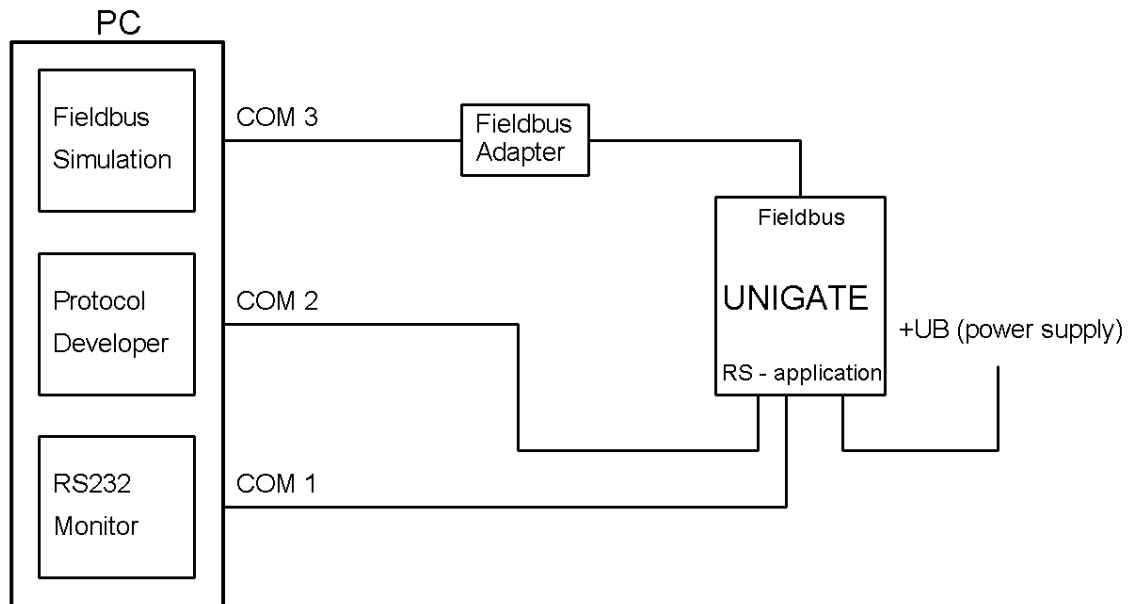 PC
Fieldbus
Simulation
COM 3
Fieldbus
Adapter
Fieldbus
UNIGATE
RS - application
+UB (power supply)
Protocol
Developer
COM 2
RS232
Monitor
COM 1